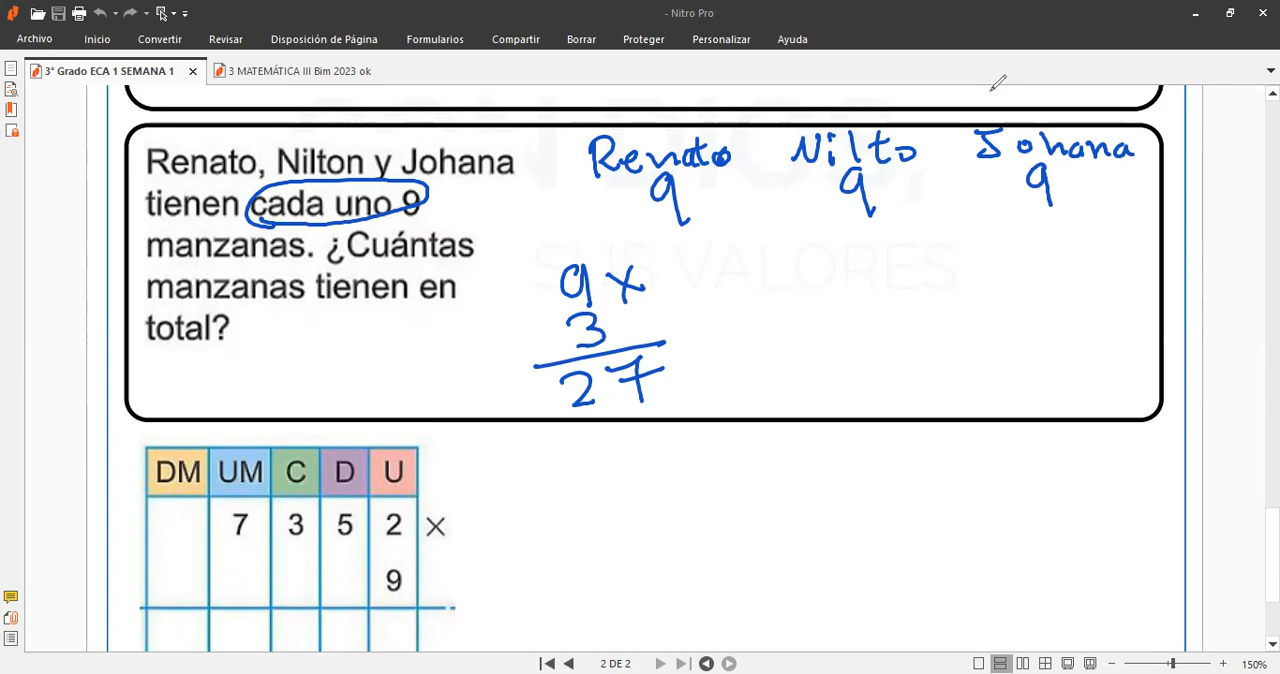 - Nitro Pro
Archivo Inicio Convertir Revisar Disposición de Página Formularios Compartir Borrar Proteger Personalizar Ayuda
3° Grado ECA 1 SEMANA 1 × 3 MATEMÁTICA III Bim 2023 ok
Renato, Nilton y Johana
tienen cada uno 9
manzanas. ¿Cuántas
manzanas tienen en
total?
Renato Nilto Johana
9 9 9
9 x
3
27
SUS VALORES
DM UM C D U
7 3 5 2 ×
9
2 DE 2
150%